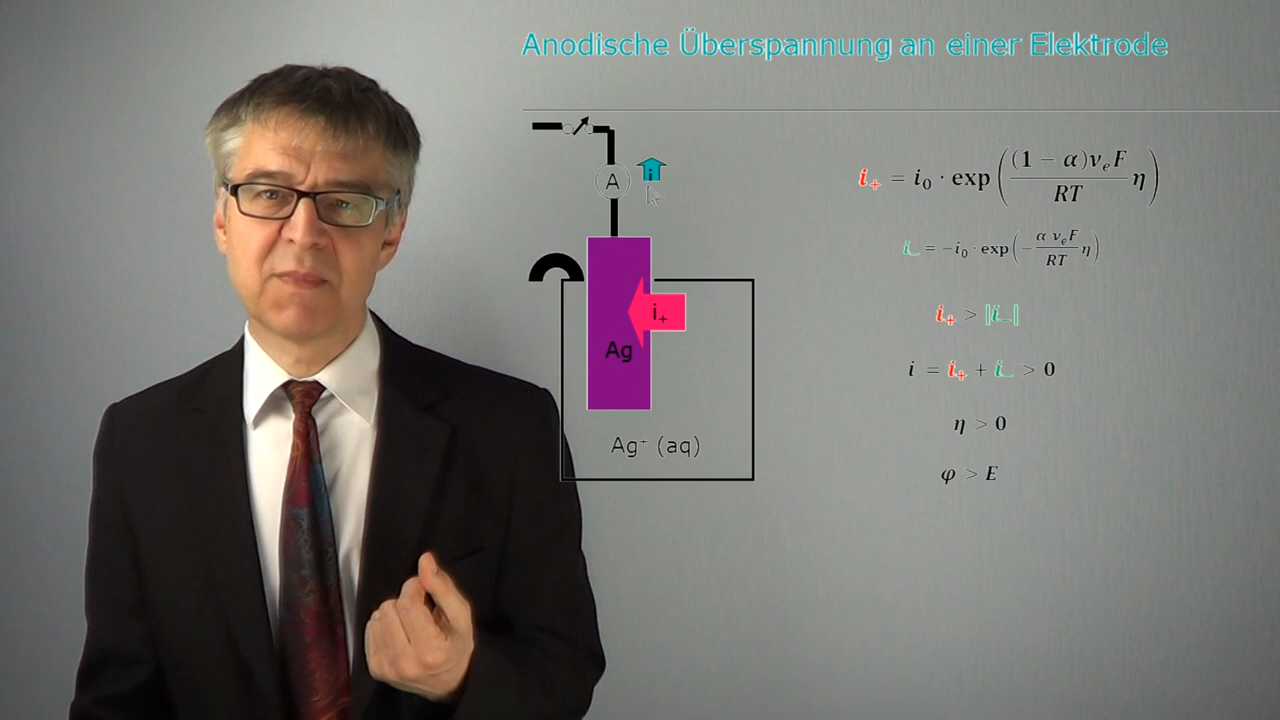 Anodische Überspannung an einer Elektrode
A
i
i₊
Ag
Ag⁺ (aq)
i₊ = i₀ · exp((1 − α)νₑF / RT η)
i₋ = −i₀ · exp(−α νₑF / RT η)
i₊ > |i₋|
i = i₊ + i₋ > 0
η > 0
φ > E